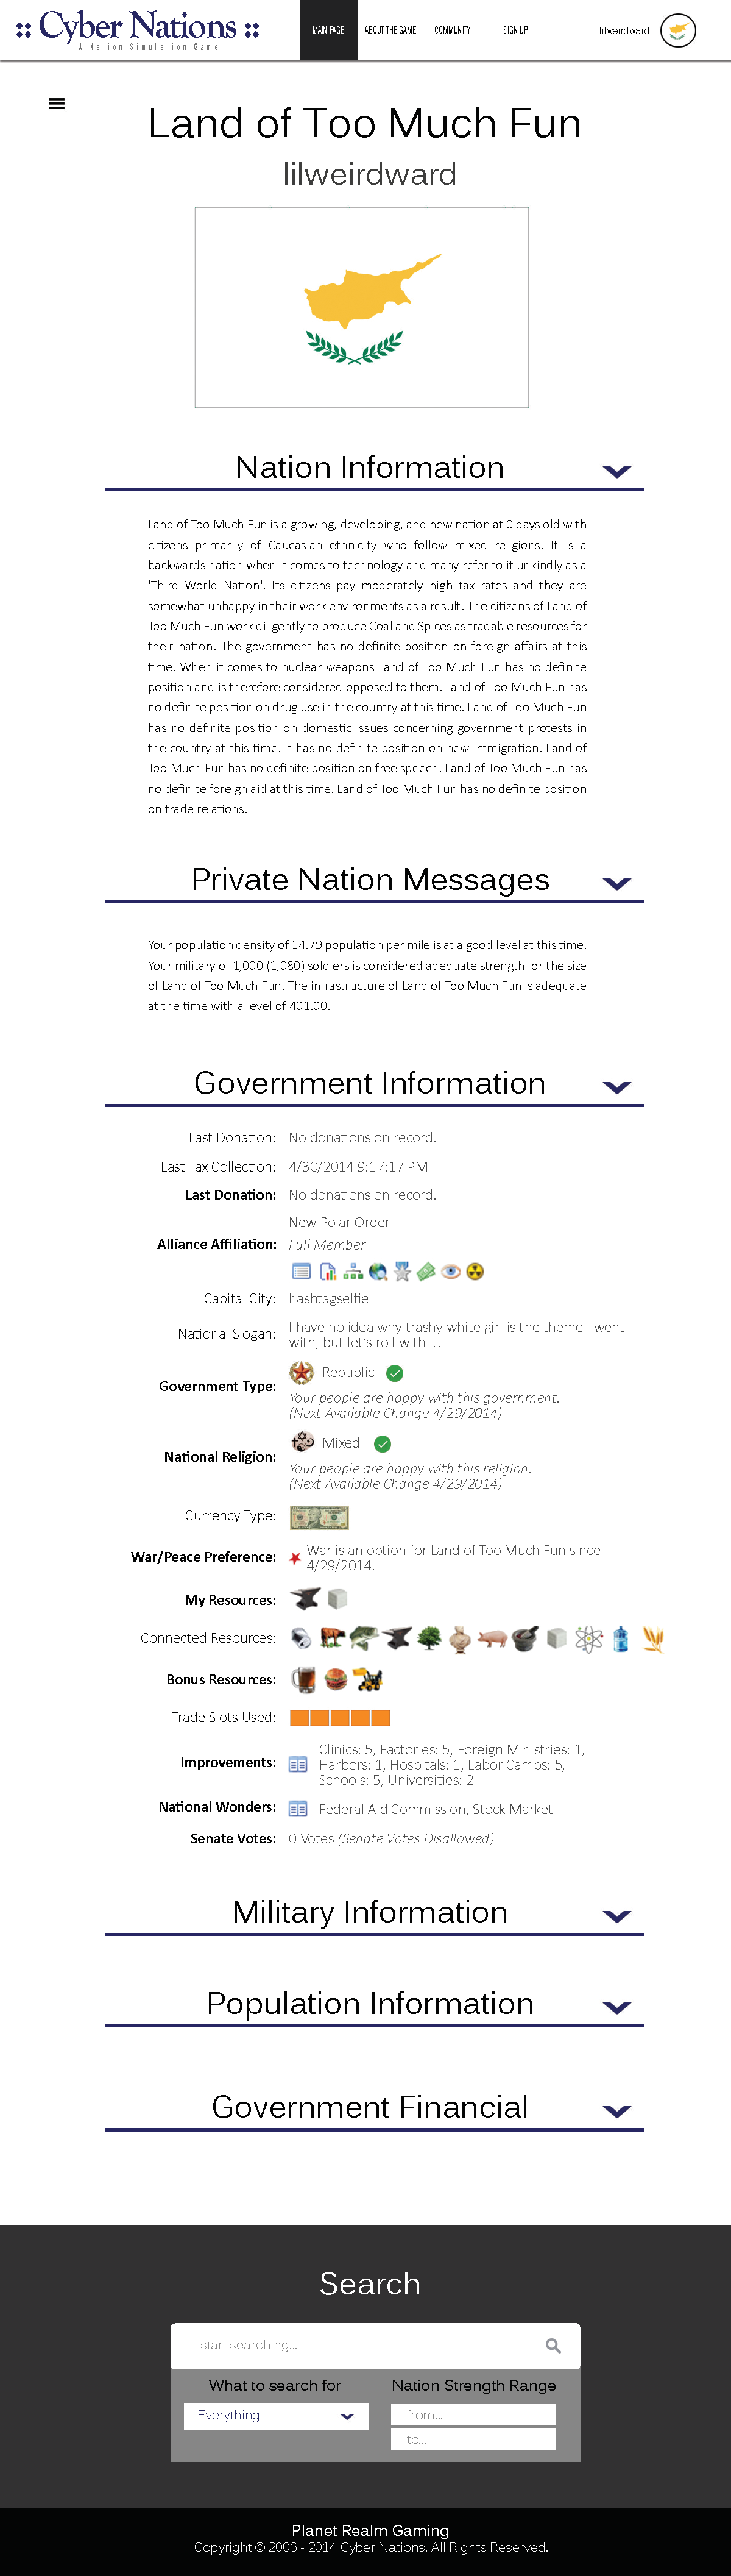 Cyber Nations
A Nation Simulation Game
MAIN PAGE
ABOUT THE GAME
COMMUNITY
SIGN UP
lilweirdward
Land of Too Much Fun
lilweirdward
Nation Information
Land of Too Much Fun is a growing, developing, and new nation at 0 days old with
citizens primarily of Caucasian ethnicity who follow mixed religions. It is a
backwards nation when it comes to technology and many refer to it unkindly as a
'Third World Nation'. Its citizens pay moderately high tax rates and they are
somewhat unhappy in their work environments as a result. The citizens of Land of
Too Much Fun work diligently to produce Coal and Spices as tradable resources for
their nation. The government has no definite position on foreign affairs at this
time. When it comes to nuclear weapons Land of Too Much Fun has no definite
position and is therefore considered opposed to them. Land of Too Much Fun has
no definite position on drug use in the country at this time. Land of Too Much Fun
has no definite position on domestic issues concerning government protests in
the country at this time. It has no definite position on new immigration. Land of
Too Much Fun has no definite position on free speech. Land of Too Much Fun has
no definite foreign aid at this time. Land of Too Much Fun has no definite position
on trade relations.
Private Nation Messages
Your population density of 14.79 population per mile is at a good level at this time.
Your military of 1,000 (1,080) soldiers is considered adequate strength for the size
of Land of Too Much Fun. The infrastructure of Land of Too Much Fun is adequate
at the time with a level of 401.00.
Government Information
Last Donation: No donations on record.
Last Tax Collection: 4/30/2014 9:17:17 PM
Last Donation: No donations on record.
New Polar Order
Alliance Affiliation: Full Member
Capital City: hashtagselfie
National Slogan: I have no idea why trashy white girl is the theme I went
with, but let's roll with it.
Republic
Government Type: Your people are happy with this government.
(Next Available Change 4/29/2014)
Mixed
National Religion: Your people are happy with this religion.
(Next Available Change 4/29/2014)
Currency Type:
War/Peace Preference: War is an option for Land of Too Much Fun since
4/29/2014.
My Resources:
Connected Resources:
Bonus Resources:
Trade Slots Used:
Improvements: Clinics: 5, Factories: 5, Foreign Ministries: 1,
Harbors: 1, Hospitals: 1, Labor Camps: 5,
Schools: 5, Universities: 2
National Wonders: Federal Aid Commission, Stock Market
Senate Votes: 0 Votes (Senate Votes Disallowed)
Military Information
Population Information
Government Financial
Search
start searching...
What to search for
Nation Strength Range
Everything
from...
to...
Planet Realm Gaming
Copyright © 2006 - 2014 Cyber Nations. All Rights Reserved.